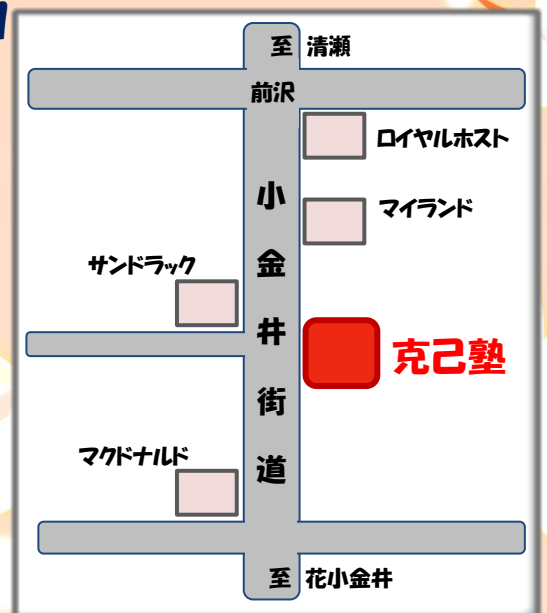 至 清瀬
前沢
ロイヤルホスト
マイランド
小金井街道
サンドラック
克己塾
マクドナルド
至 花小金井